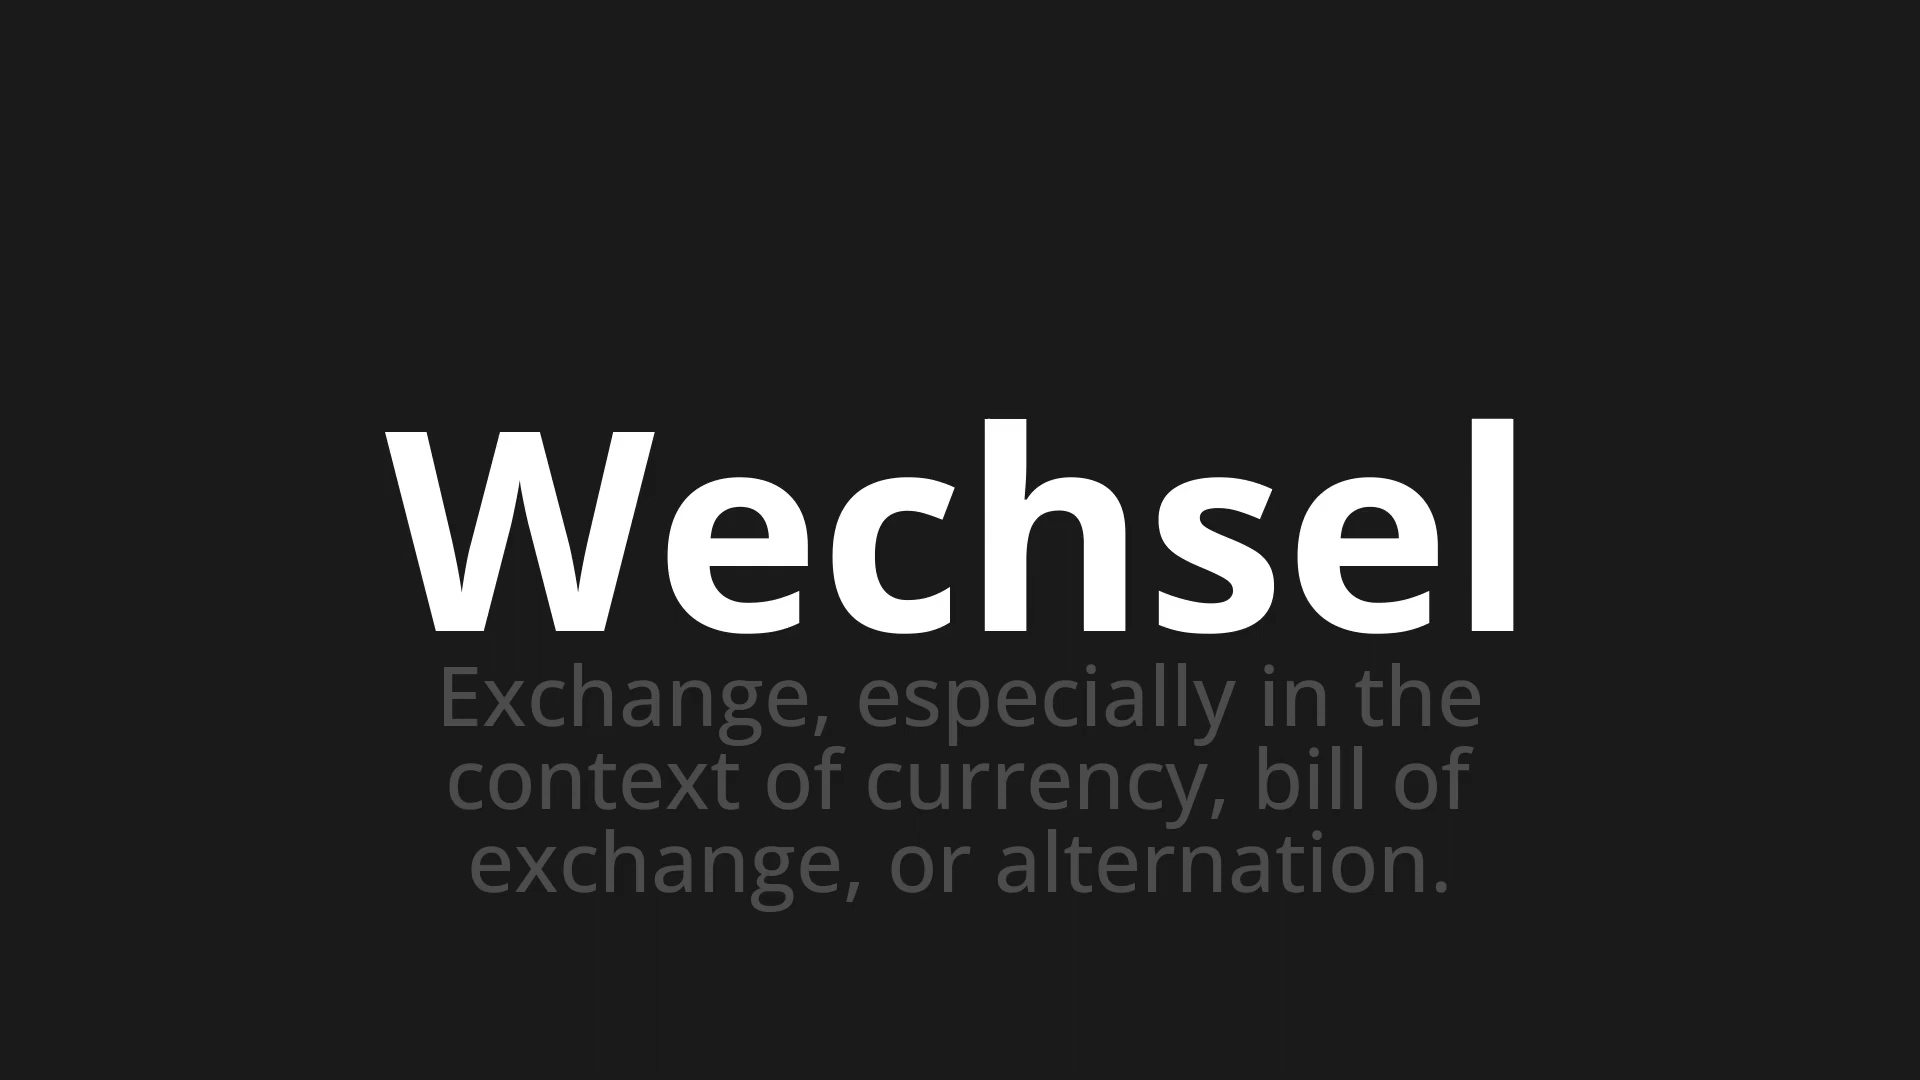 Wechsel
Exchange, especially in the
context of currency, bill of
exchange, or alternation.